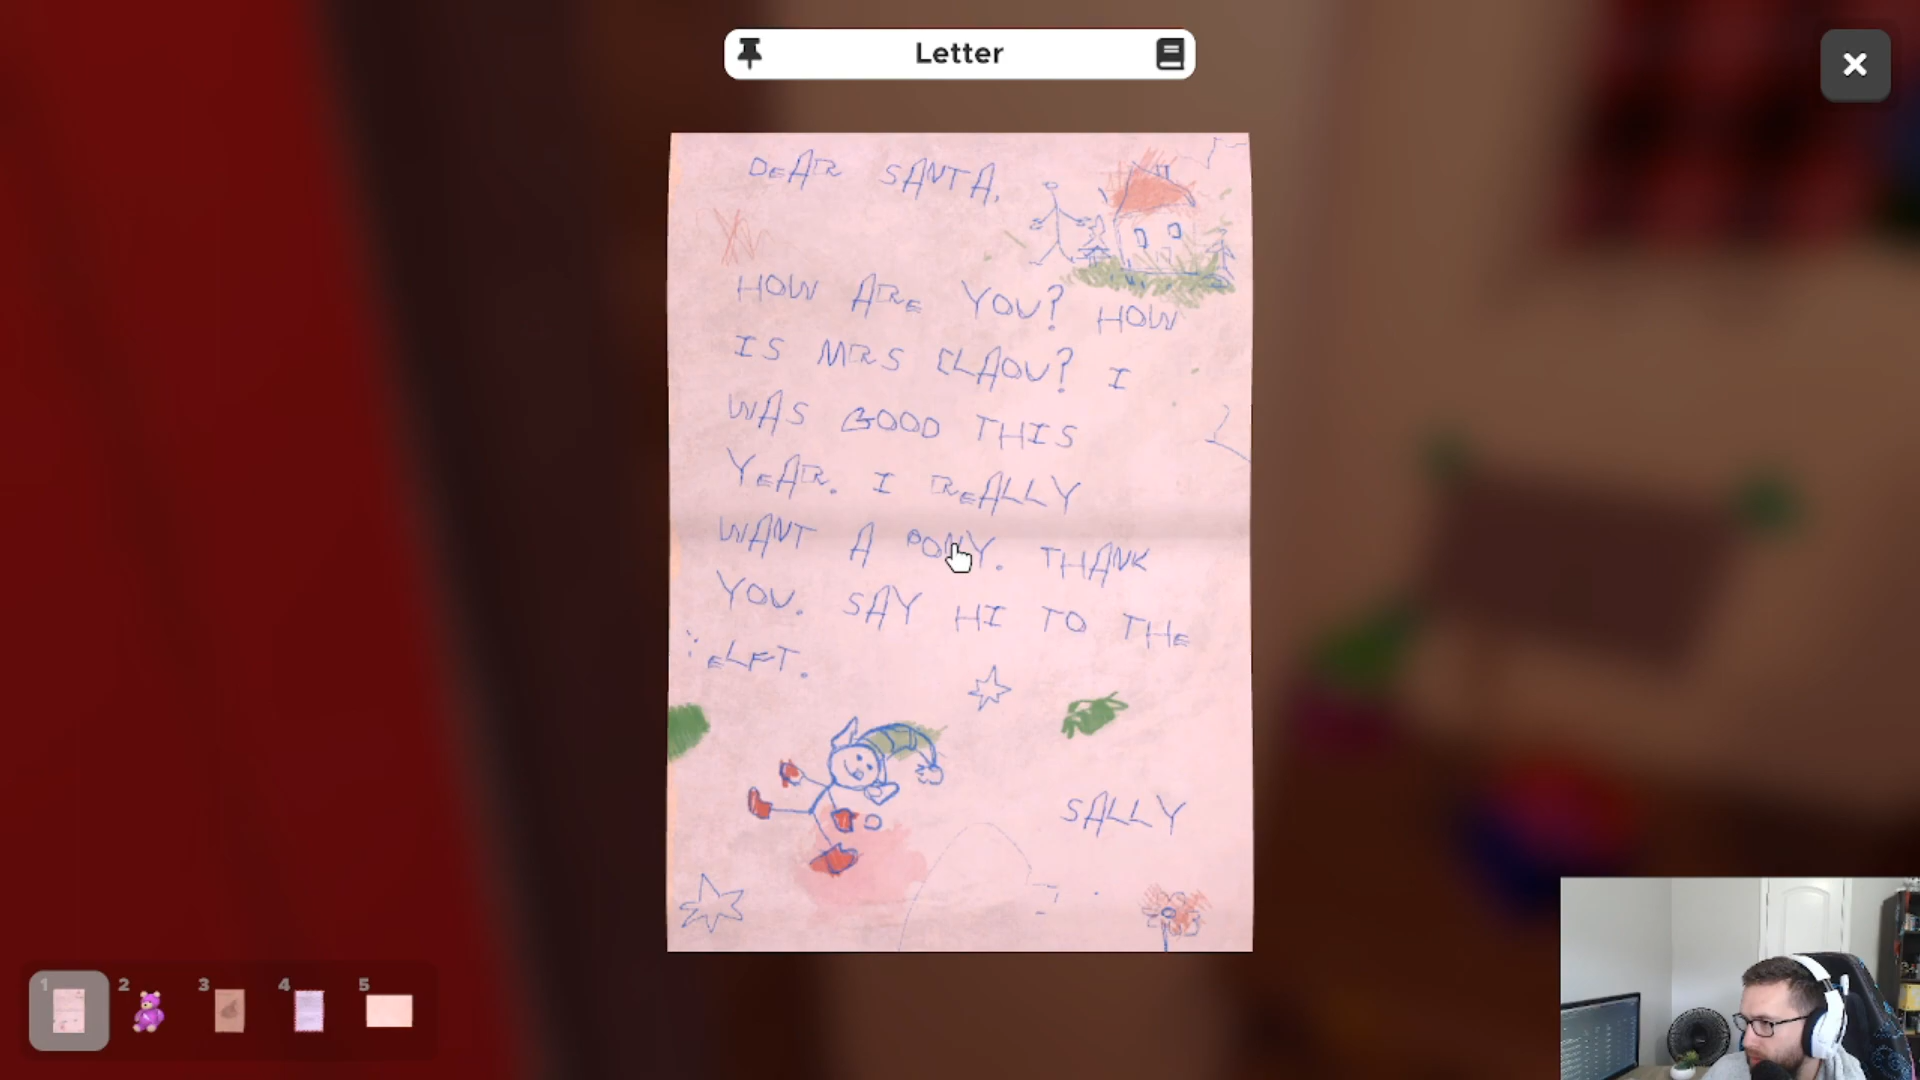 Letter
DEAR SANTA,
HOW ARE YOU? HOW
IS MRS CLAOU? I
WAS GOOD THIS
YEAR. I REALLY
WANT A PONY. THANK
YOU. SAY HI TO THE
ELFT.
SALLY
1 2 3 4 5